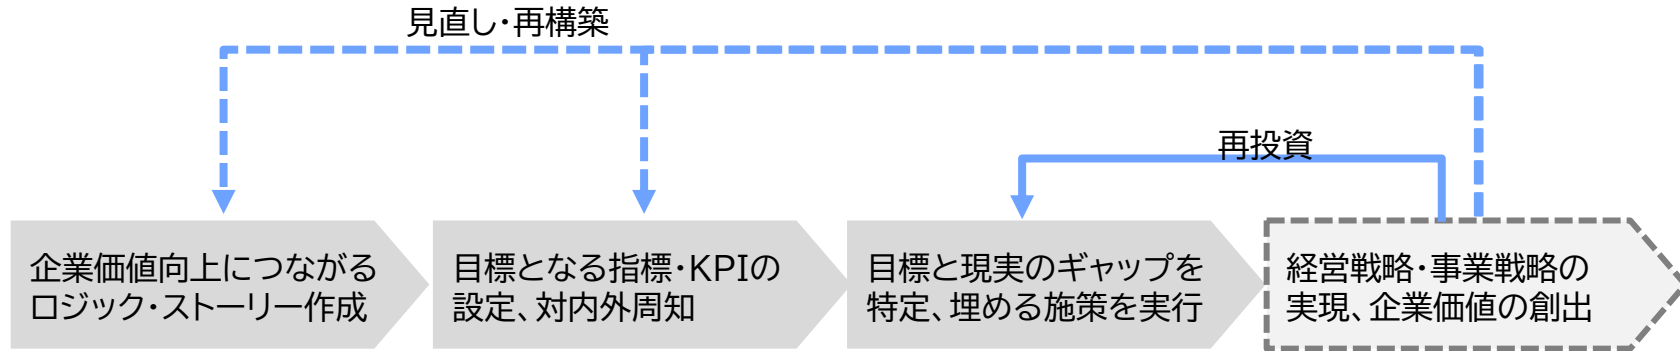 見直し・再構築
再投資
企業価値向上につながる
ロジック・ストーリー作成
目標となる指標・KPIの
設定、対内外周知
目標と現実のギャップを
特定、埋める施策を実行
経営戦略・事業戦略の
実現、企業価値の創出